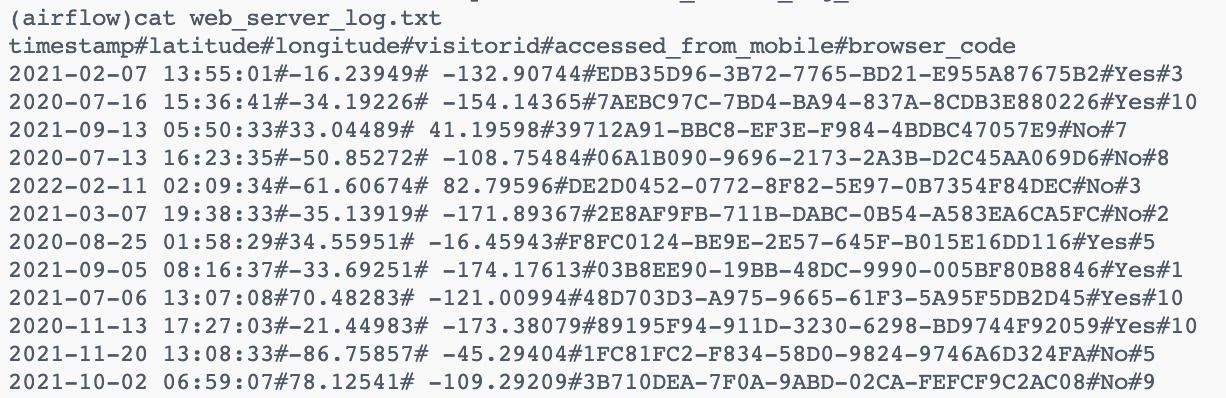 (airflow)cat web_server_log.txt
timestamp#latitude#longitude#visitorid#accessed_from_mobile#browser_code
2021-02-07 13:55:01#-16.23949# -132.90744#EDB35D96-3B72-7765-BD21-E955A87675B2#Yes#3
2020-07-16 15:36:41#-34.19226# -154.14365#7AEBC97C-7BD4-BA94-837A-8CDB3E880226#Yes#10
2021-09-13 05:50:33#33.04489# 41.19598#39712A91-BBC8-EF3E-F984-4BDBC47057E9#No#7
2020-07-13 16:23:35#-50.85272# -108.75484#06A1B090-9696-2173-2A3B-D2C45AA069D6#No#8
2022-02-11 02:09:34#-61.60674# 82.79596#DE2D0452-0772-8F82-5E97-0B7354F84DEC#No#3
2021-03-07 19:38:33#-35.13919# -171.89367#2E8AF9FB-711B-DABC-0B54-A583EA6CA5FC#No#2
2020-08-25 01:58:29#34.55951# -16.45943#F8FC0124-BE9E-2E57-645F-B015E16DD116#Yes#5
2021-09-05 08:16:37#-33.69251# -174.17613#03B8EE90-19BB-48DC-9990-005BF80B8846#Yes#1
2021-07-06 13:07:08#70.48283# -121.00994#48D703D3-A975-9665-61F3-5A95F5DB2D45#Yes#10
2020-11-13 17:27:03#-21.44983# -173.38079#89195F94-911D-3230-6298-BD9744F92059#Yes#10
2021-11-20 13:08:33#-86.75857# -45.29404#1FC81FC2-F834-58D0-9824-9746A6D324FA#No#5
2021-10-02 06:59:07#78.12541# -109.29209#3B710DEA-7F0A-9ABD-02CA-FEFCF9C2AC08#No#9